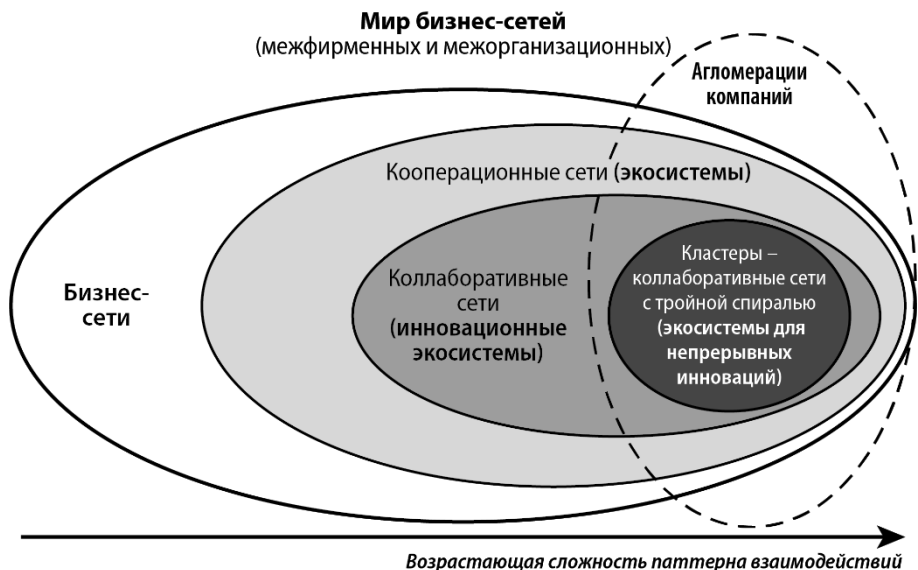 Мир бизнес-сетей
(межфирменных и межорганизационных)
Агломерации
компаний
Кооперационные сети (экосистемы)
Бизнес-
сети
Коллаборативные
сети
(инновационные
экосистемы)
Кластеры –
коллаборативные сети
с тройной спиралью
(экосистемы для
непрерывных
инноваций)
Возрастающая сложность паттерна взаимодействий